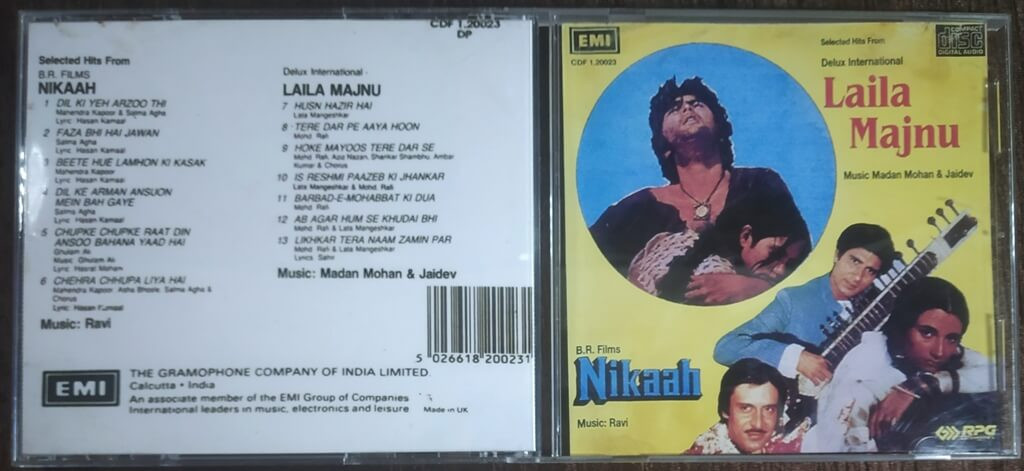 CDF 1.20023
DP
Selected Hits From
B.R. FILMS
NIKAAH
1 DIL KI YEH ARZOO THI
Mahendra Kapoor & Salma Agha
Lyric: Hasan Kamaal
2 FAZA BHI HAI JAWAN
Salma Agha
Lyric: Hasan Kamaal
3 BEETE HUE LAMHON KI KASAK
Mahendra Kapoor
Lyric: Hasan Kamaal
4 DIL KE ARMAN ANSUON
MEIN BAH GAYE
Salma Agha
Lyric: Hasan Kamaal
5 CHUPKE CHUPKE RAAT DIN
ANSOO BAHANA YAAD HAI
Ghulam Ali
Music: Ghulam Ali
Lyric: Hasrat Mohani
6 CHEHRA CHHUPA LIYA HAI
Mahendra Kapoor, Asha Bhosle, Salma Agha &
Chorus
Lyric: Hasan Kamaal
Music: Ravi
Delux International
LAILA MAJNU
7 HUSN HAZIR HAI
Lata Mangeshkar
8 TERE DAR PE AAYA HOON
Mohd. Rafi
9 HOKE MAYOOS TERE DAR SE
Mohd. Rafi, Aziz Nazan, Shankar Shambhu, Ambar
Kumar & Chorus
10 IS RESHMI PAAZEB KI JHANKAR
Lata Mangeshkar & Mohd. Rafi
11 BARBAD-E-MOHABBAT KI DUA
Mohd. Rafi
12 AB AGAR HUM SE KHUDAI BHI
Mohd. Rafi & Lata Mangeshkar
13 LIKHKAR TERA NAAM ZAMIN PAR
Mohd. Rafi & Lata Mangeshkar
Lyrics: Sahir
Music: Madan Mohan & Jaidev
5 026618 200231
EMI
THE GRAMOPHONE COMPANY OF INDIA LIMITED.
Calcutta • India
An associate member of the EMI Group of Companies
International leaders in music, electronics and leisure
Made in UK
EMI
CDF 1.20023
Selected Hits From
COMPACT
disc
DIGITAL AUDIO
Delux International
Laila
Majnu
Music Madan Mohan & Jaidev
B.R. Films
Nikaah
Music: Ravi
RPG